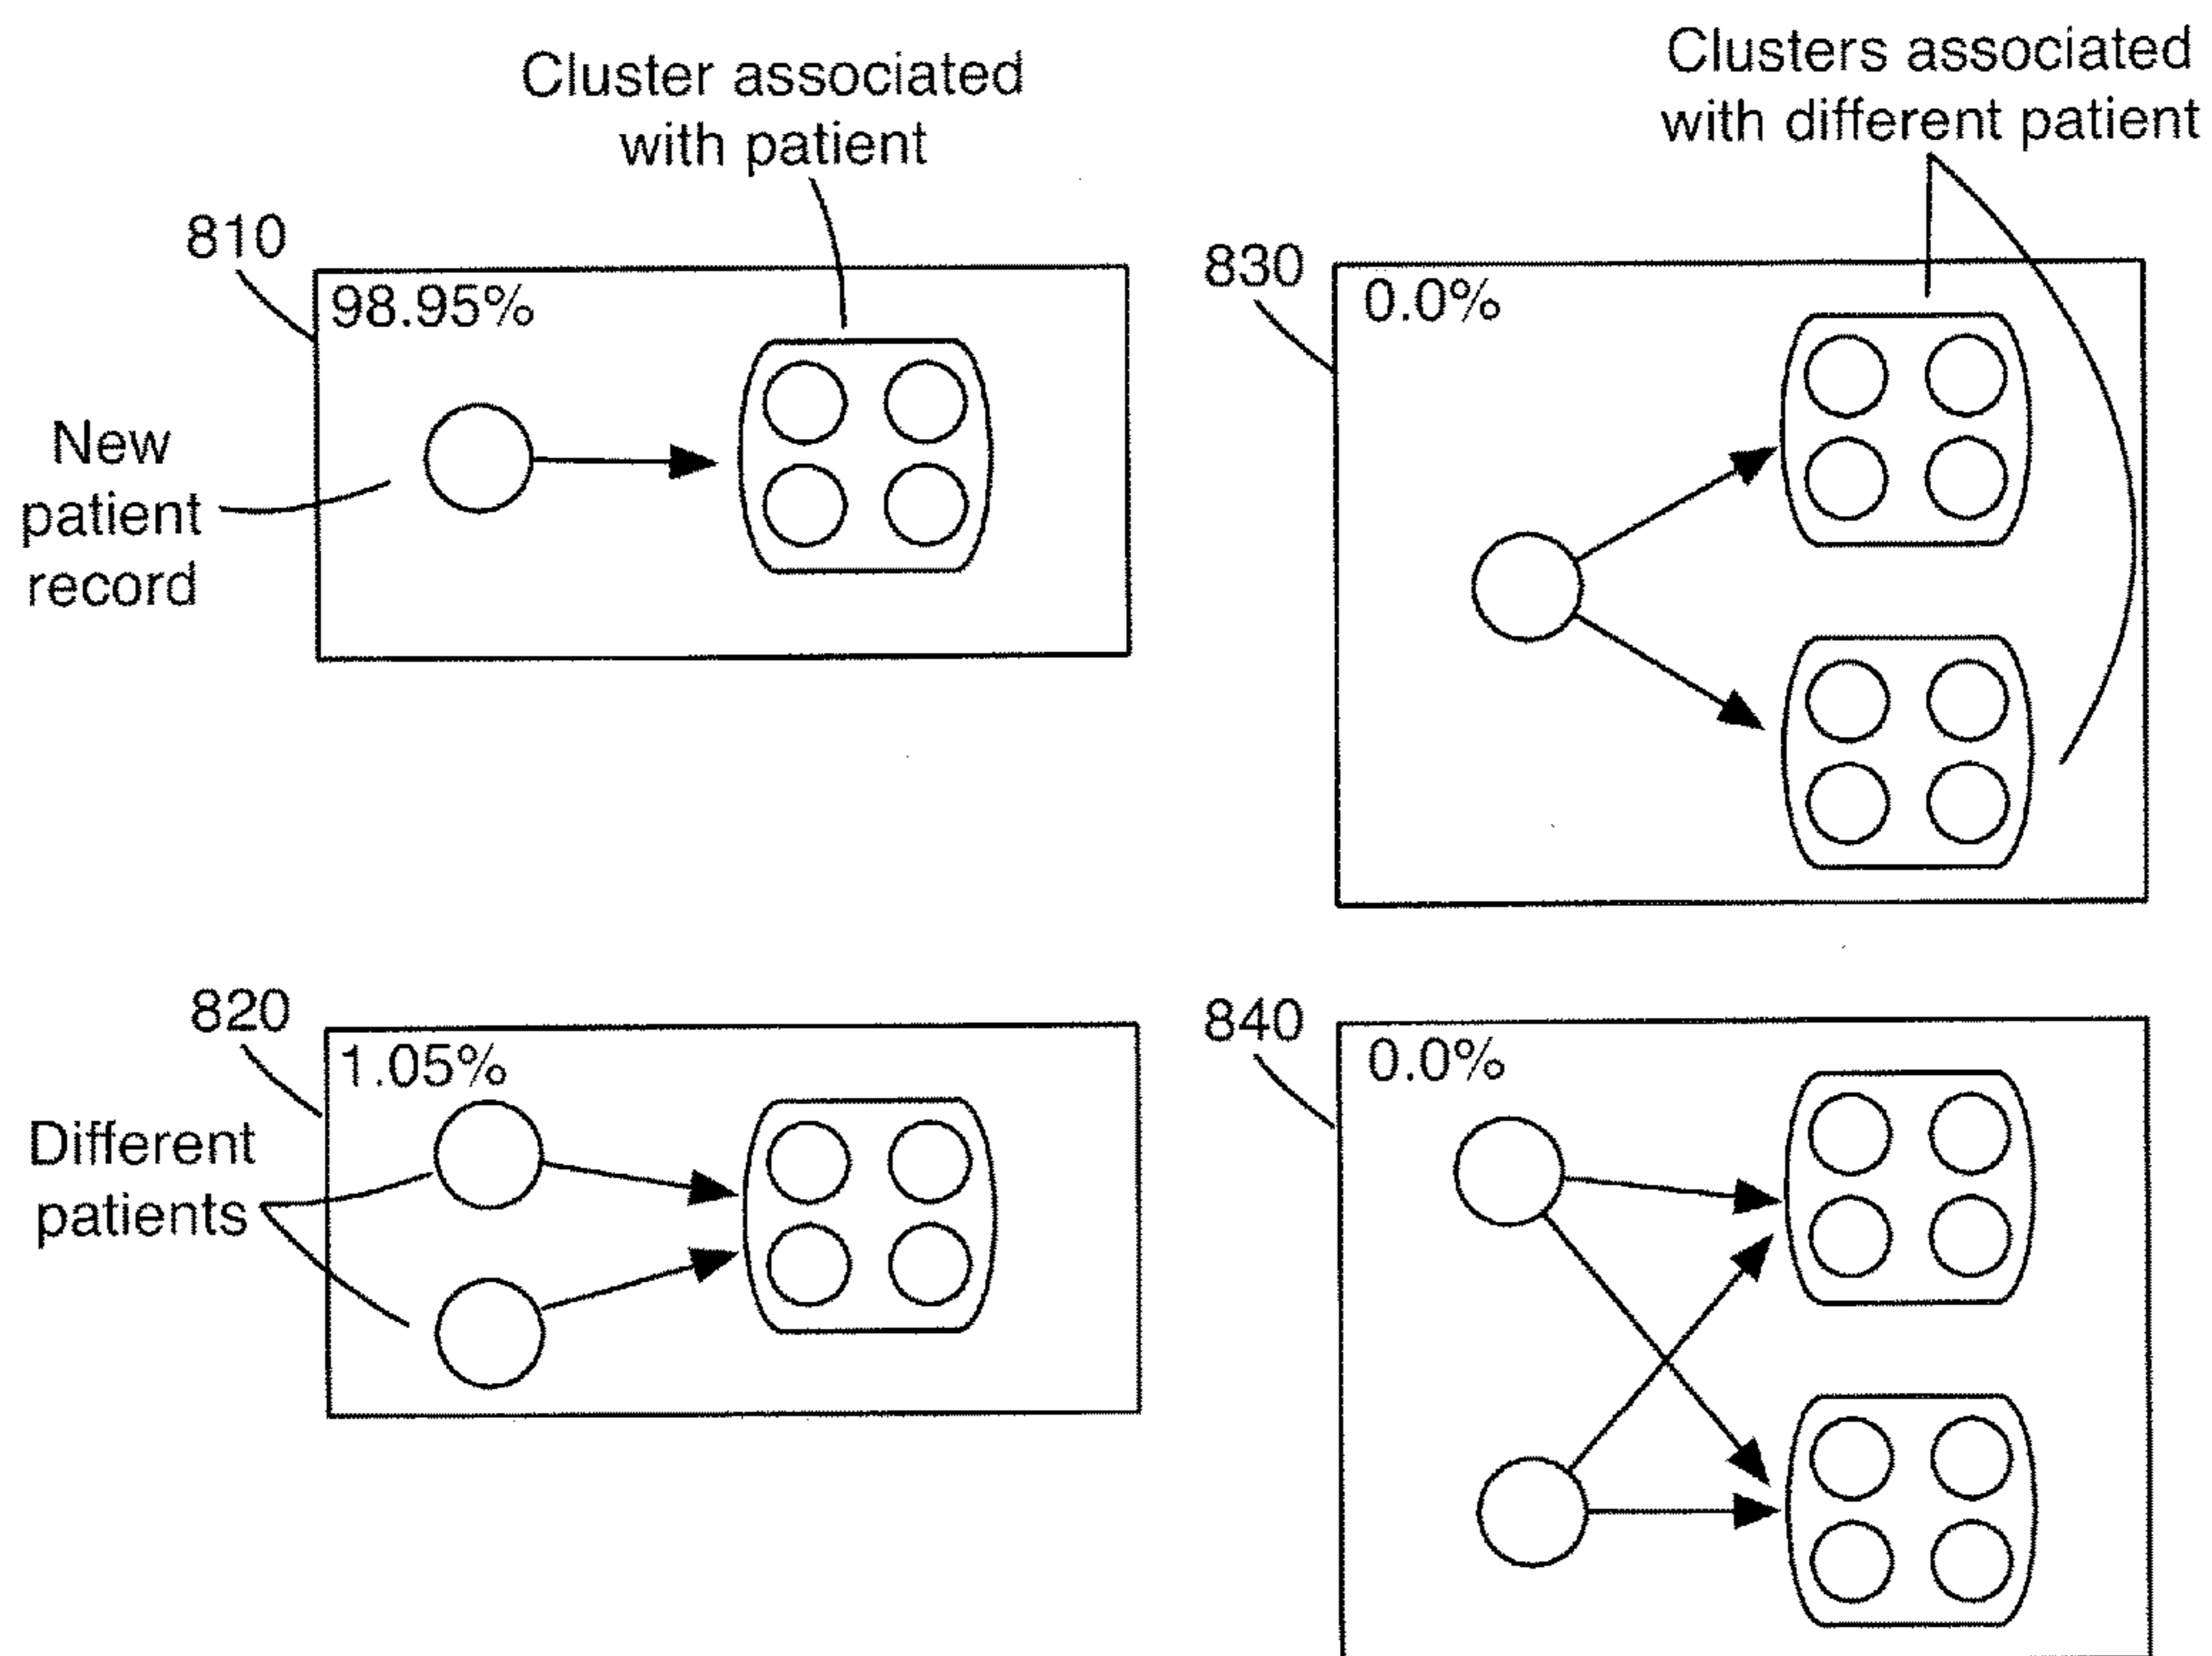 Cluster associated
with patient
Clusters associated
with different patient
810
98.95%
New
patient
record
830
0.0%
820
1.05%
Different
patients
840
0.0%